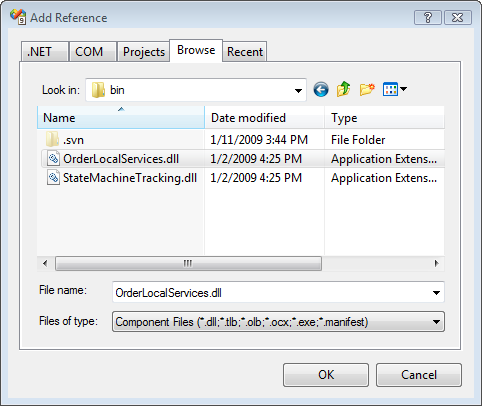 Add Reference
.NET COM Projects Browse Recent
Look in: bin
Name Date modified Type
.svn 1/11/2009 3:44 PM File Folder
OrderLocalServices.dll 1/2/2009 4:25 PM Application Extens...
StateMachineTracking.dll 1/2/2009 4:25 PM Application Extens...
File name: OrderLocalServices.dll
Files of type: Component Files (*.dll;*.tlb;*.olb;*.ocx;*.exe;*.manifest)
OK Cancel